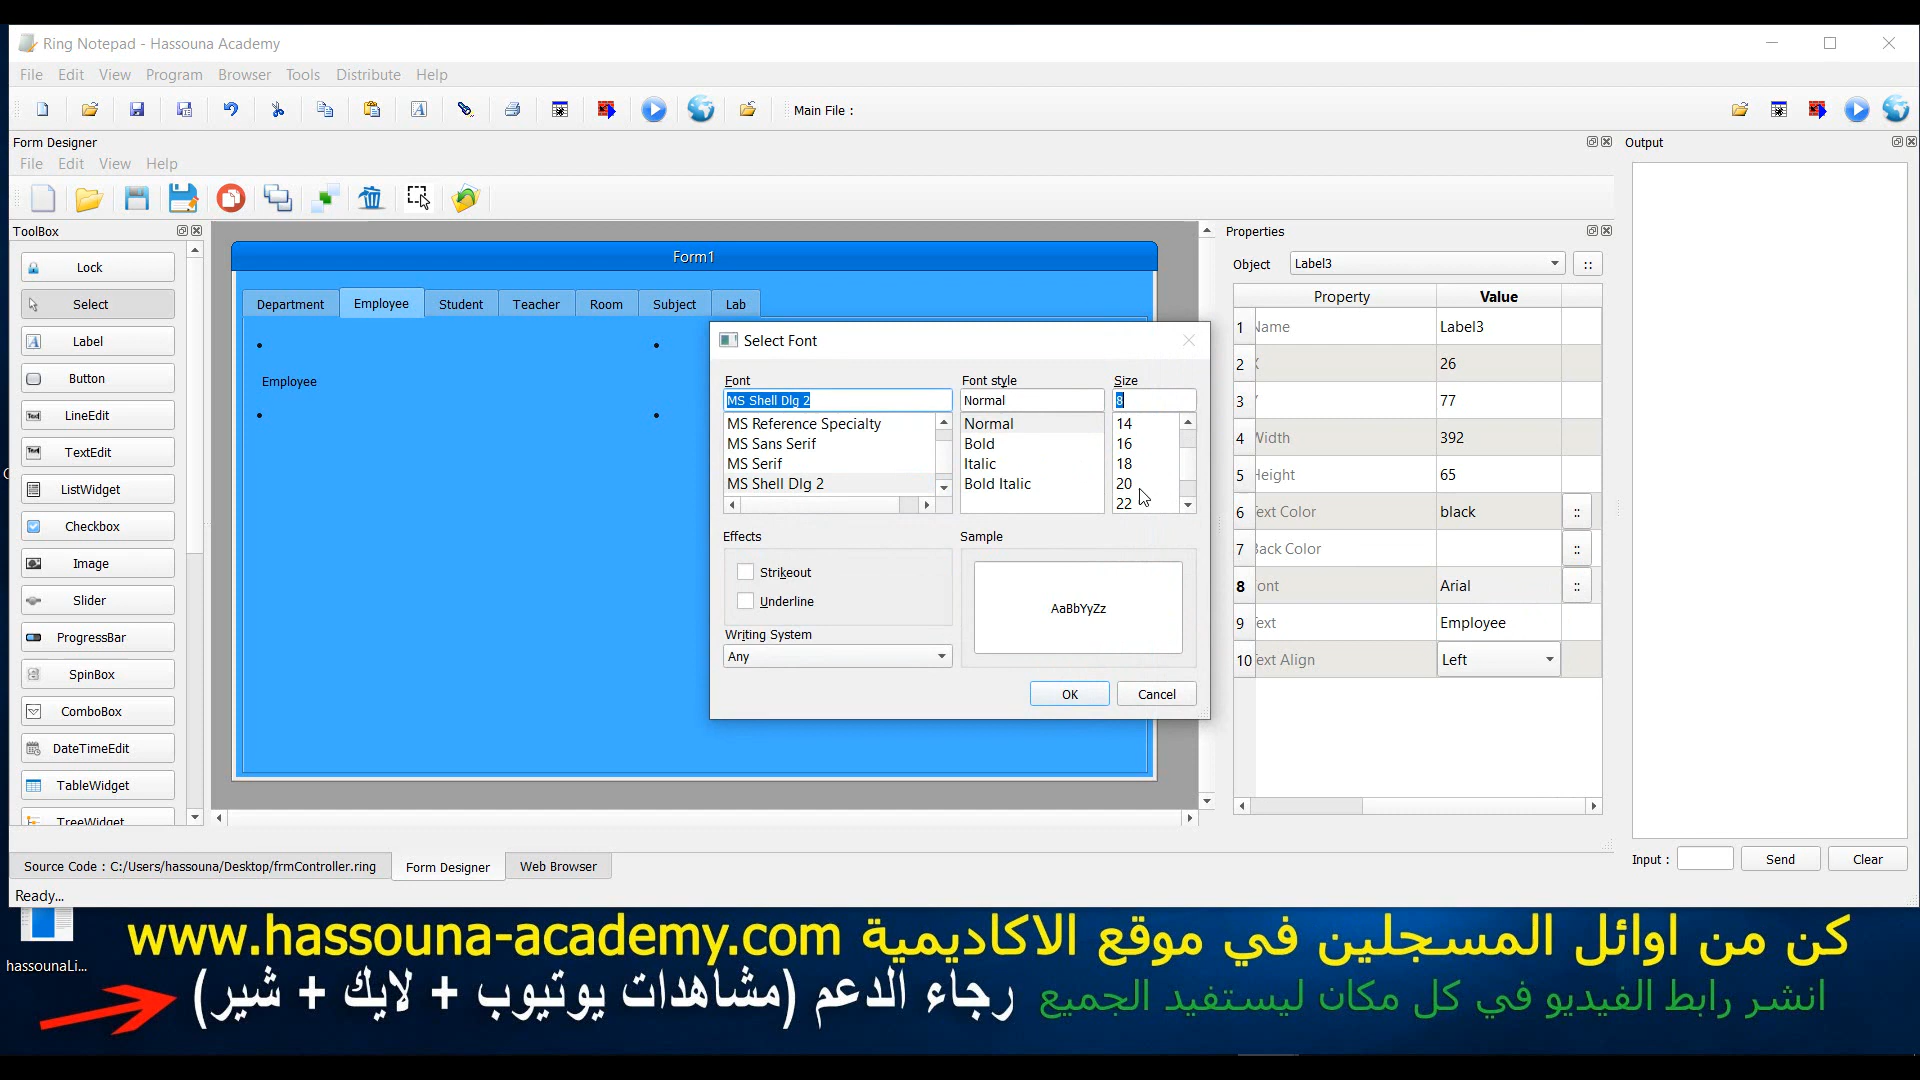 Ring Notepad - Hassouna Academy
File Edit View Program Browser Tools Distribute Help
Main File :
Form Designer
Output
File Edit View Help
ToolBox
Lock
Select
Label
Button
LineEdit
TextEdit
ListWidget
Checkbox
Image
Slider
ProgressBar
SpinBox
ComboBox
DateTimeEdit
TableWidget
TreeWidget
Form1
Department Employee Student Teacher Room Subject Lab
Employee
Select Font
Font Font style Size
MS Shell Dlg 2 Normal 8
MS Reference Specialty Normal 14
MS Sans Serif Bold 16
MS Serif Italic 18
MS Shell Dlg 2 Bold Italic 20
22
Effects Sample
Strikeout
Underline
AaBbYyZz
Writing System
Any
OK Cancel
Properties
Object Label3 ::
Property Value
1 Name Label3
2 X 26
3 Y 77
4 Width 392
5 Height 65
6 Text Color black ::
7 Back Color ::
8 Font Arial ::
9 Text Employee
10 Text Align Left
Input : Send Clear
Source Code : C:/Users/hassouna/Desktop/frmController.ring Form Designer Web Browser
Ready...
hassounaLi...
كن من اوائل المسجلين في موقع الاكاديمية www.hassouna-academy.com
انشر رابط الفيديو في كل مكان ليستفيد الجميع رجاء الدعم (مشاهدات يوتيوب + لايك + شير)